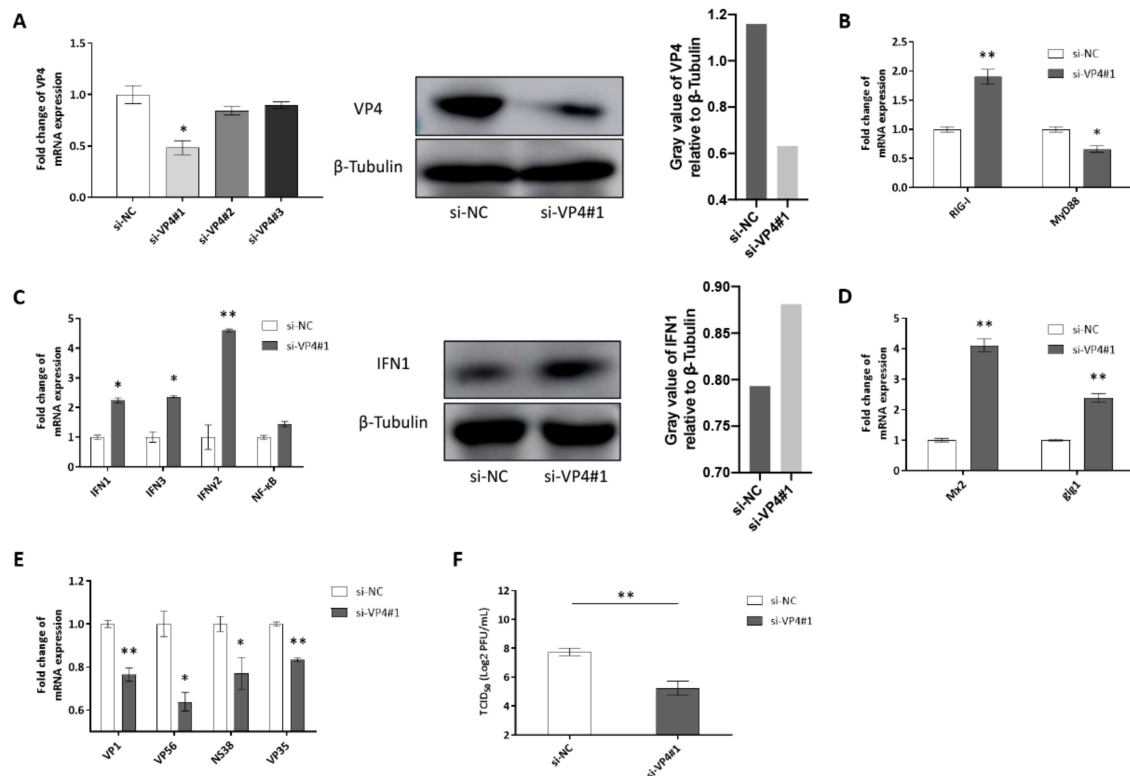 A
Fold change of VP4
mRNA expression
1.5
1.0
0.5
0.0
*
si-NC
si-VP4#1
si-VP4#2
si-VP4#3
VP4
β-Tubulin
si-NC
si-VP4#1
Gray value of VP4
relative to β-Tubulin
1.2
1.0
0.8
0.6
0.4
si-NC
si-VP4#1
B
Fold change of
mRNA expression
2.5
2.0
1.5
1.0
0.5
0.0
**
*
si-NC
si-VP4#1
RIG-I
MyD88
C
Fold change of
mRNA expression
5
4
3
2
1
0
*
*
**
si-NC
si-VP4#1
IFN1
IFN3
IFNγ2
NF-κB
IFN1
β-Tubulin
si-NC
si-VP4#1
Gray value of IFN1
relative to β-Tubulin
0.90
0.85
0.80
0.75
0.70
si-NC
si-VP4#1
D
Fold change of
mRNA expression
5
4
3
2
1
0
**
**
si-NC
si-VP4#1
Mx2
gig1
E
Fold change of
mRNA expression
1.2
1.0
0.8
0.6
**
*
*
**
si-NC
si-VP4#1
VP1
VP56
NS38
VP35
F
TCID50 (Log2 PFU/mL)
12
10
8
6
4
2
**
si-NC
si-VP4#1
si-NC
si-VP4#1